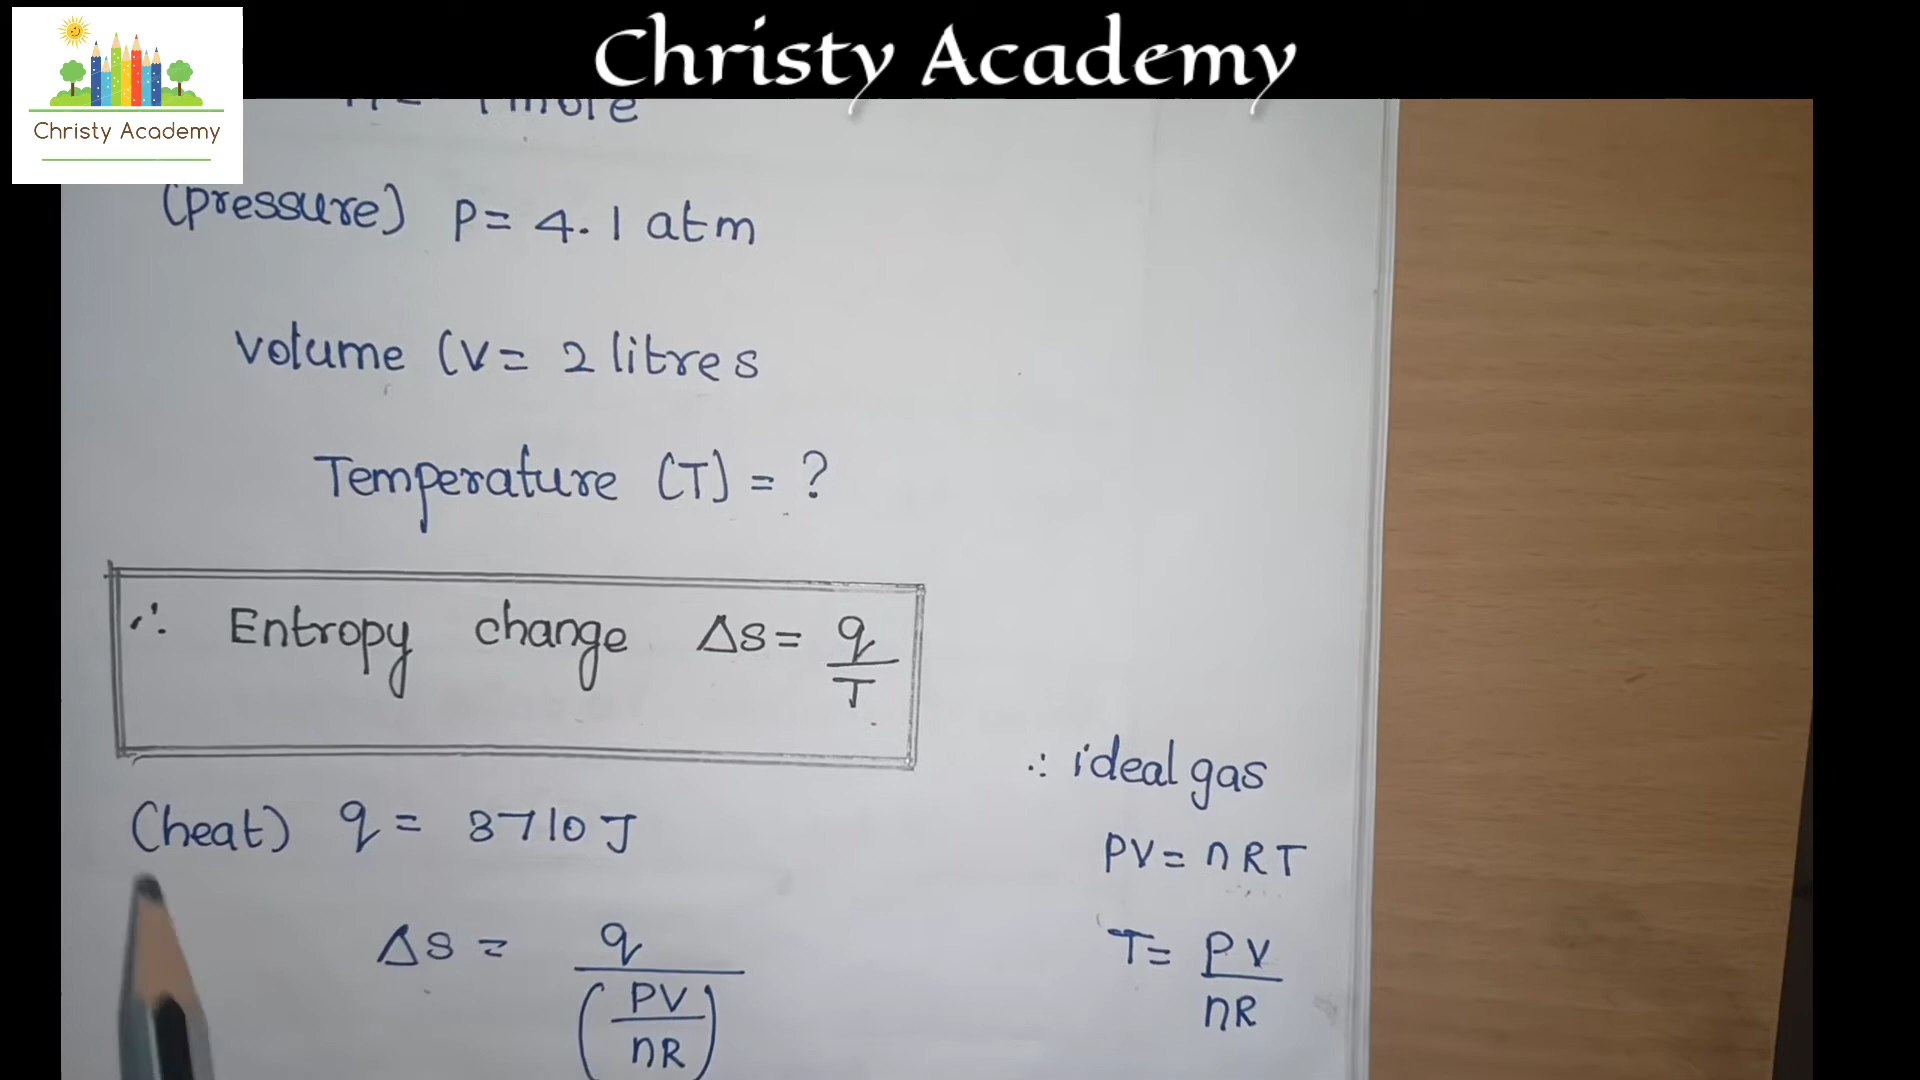 Christy Academy
Christy Academy
(pressure) P= 4.1 atm
Volume (V= 2 litres
Temperature (T) = ?
∴ Entropy change ΔS= q/T
∴ ideal gas
(heat) q = 3710 J
PV= nRT
ΔS = q/(PV/nR)
T= PV/nR